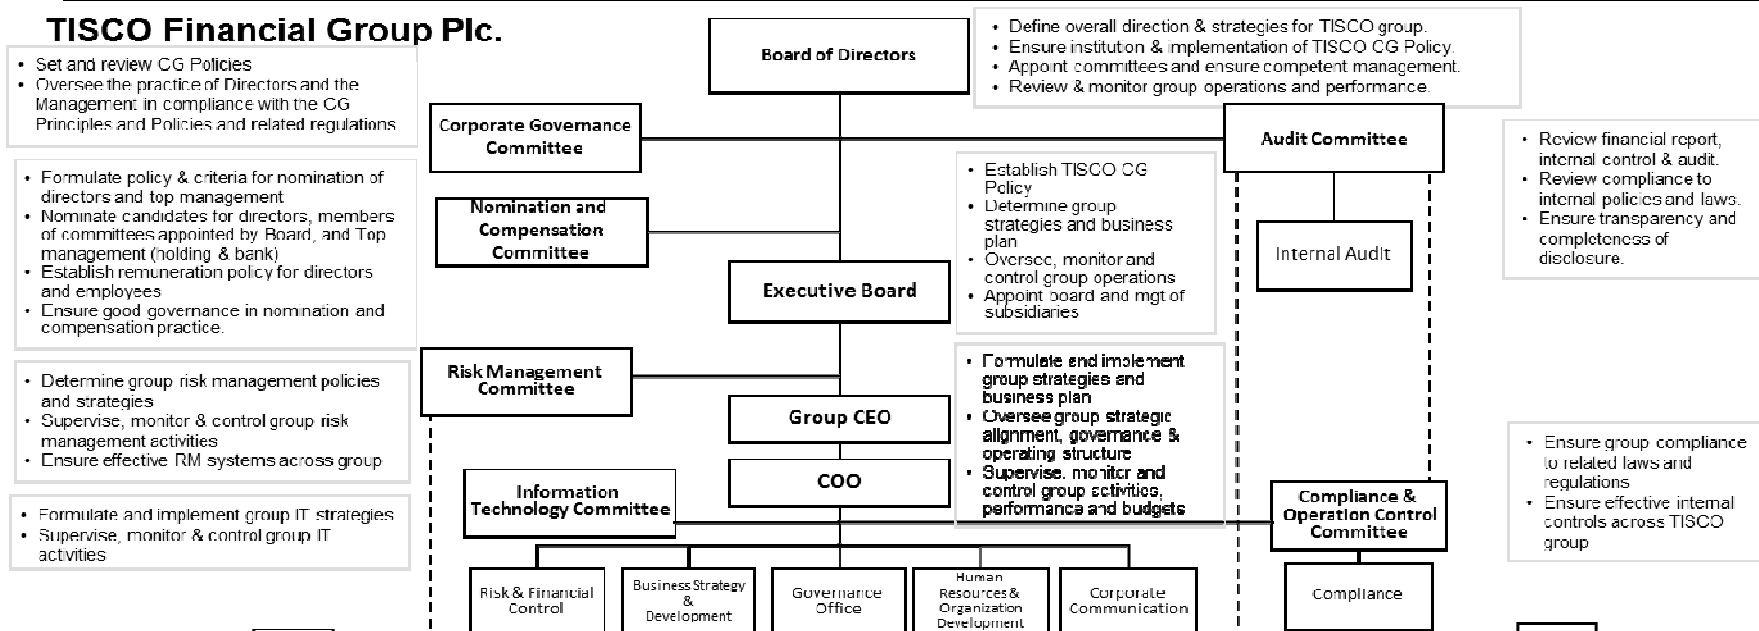 TISCO Financial Group Plc.
• Set and review CG Policies
• Oversee the practice of Directors and the
Management in compliance with the CG
Principles and Policies and related regulations
Board of Directors
• Define overall direction & strategies for TISCO group.
• Ensure institution & implementation of TISCO CG Policy.
• Appoint committees and ensure competent management.
• Review & monitor group operations and performance.
Corporate Governance
Committee
Audit Committee
• Review financial report,
internal control & audit.
• Review compliance to
internal policies and laws.
• Ensure transparency and
completeness of
disclosure.
• Formulate policy & criteria for nomination of
directors and top management
• Nominate candidates for directors, members
of committees appointed by Board, and Top
management (holding & bank)
• Establish remuneration policy for directors
and employees
• Ensure good governance in nomination and
compensation practice.
Nomination and
Compensation
Committee
• Establish TISCO CG
Policy
• Determine group
strategies and business
plan
• Oversee, monitor and
control group operations
• Appoint board and mgt of
subsidiaries
Internal Audit
Executive Board
• Determine group risk management policies
and strategies
• Supervise, monitor & control group risk
management activities
• Ensure effective RM systems across group
Risk Management
Committee
Group CEO
COO
• Formulate and implement
group strategies and
business plan
• Oversee group strategic
alignment, governance &
operating structure
• Supervise, monitor and
control group activities,
performance and budgets
• Formulate and implement group IT strategies
• Supervise, monitor & control group IT
activities
Information
Technology Committee
Compliance &
Operation Control
Committee
• Ensure group compliance
to related laws and
regulations
• Ensure effective internal
controls across TISCO
group
Risk & Financial
Control
Business Strategy
&
Development
Governance
Office
Human
Resources &
Organization
Development
Corporate
Communication
Compliance